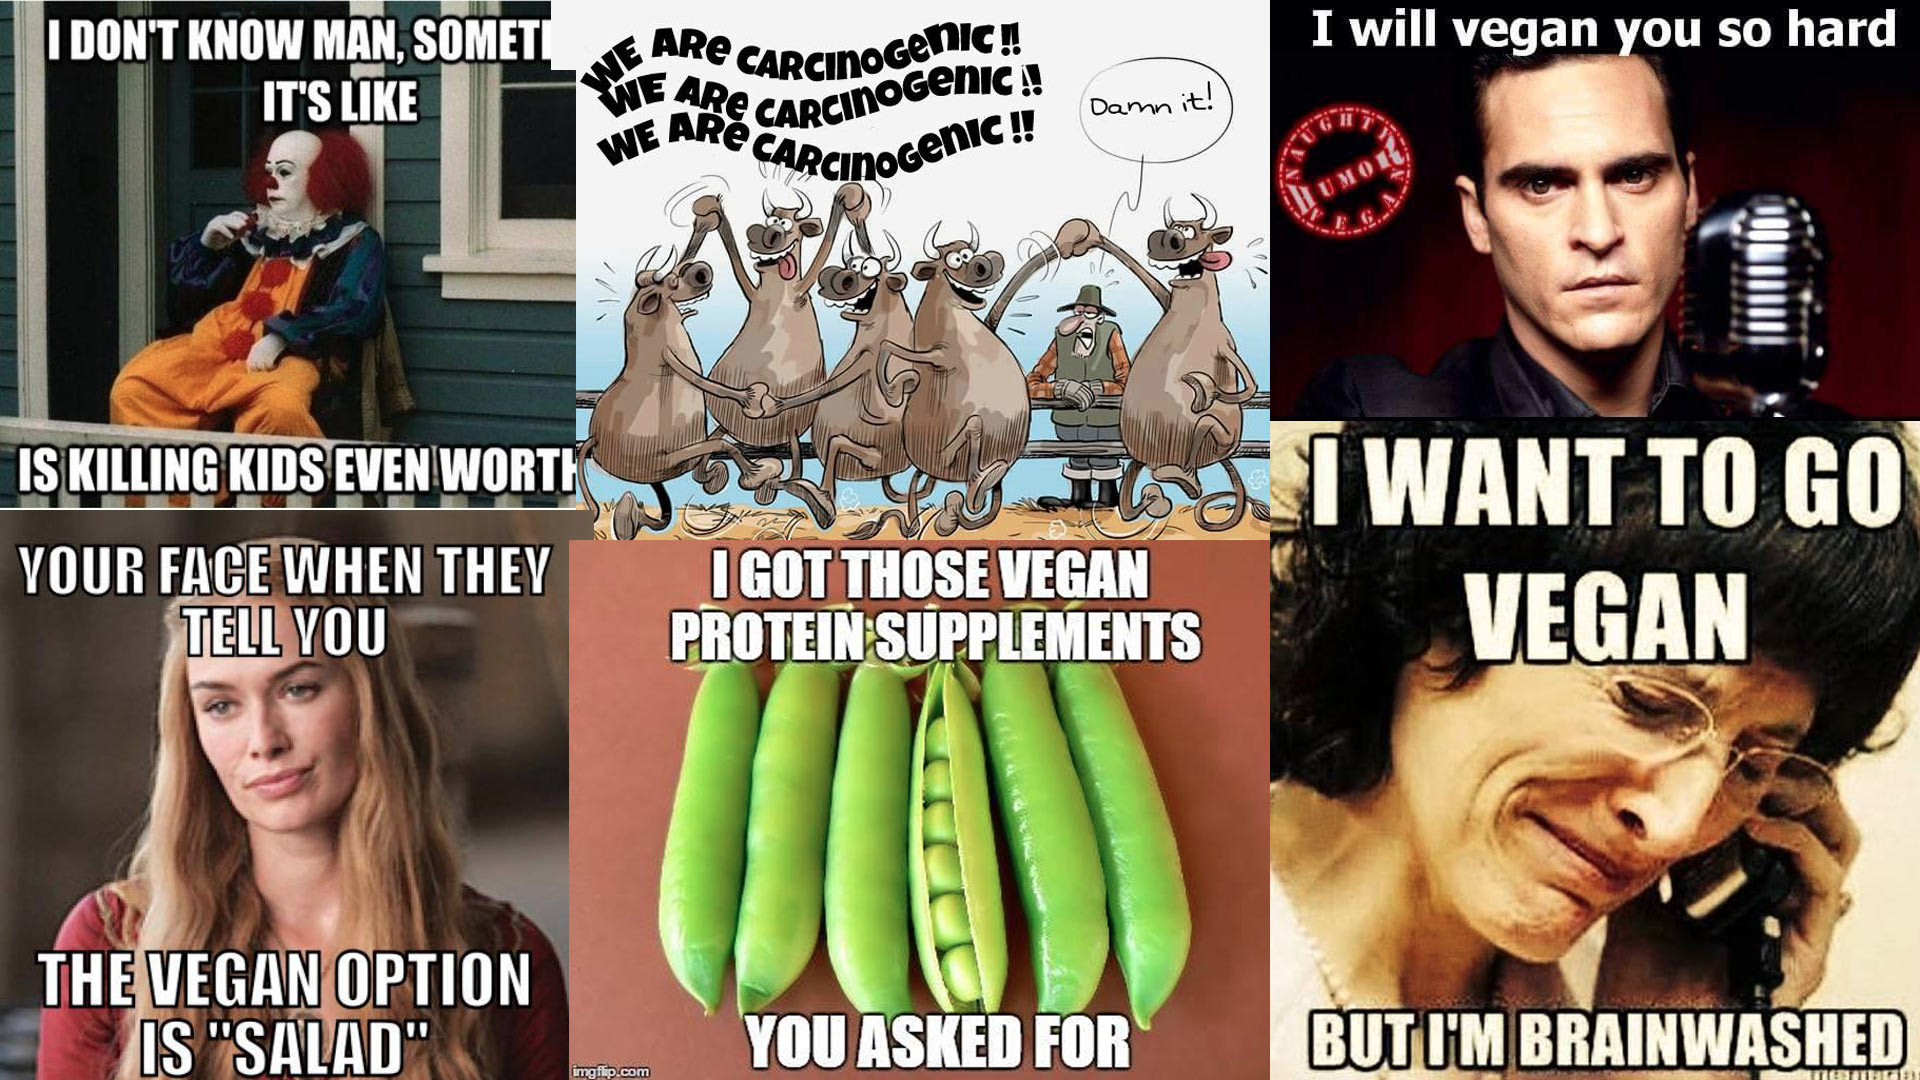 I DON'T KNOW MAN, SOMETI
IT'S LIKE
IS KILLING KIDS EVEN WORTH
WE ARE CARCINOGENIC !!
WE ARE CARCINOGENIC !!
WE ARE CARCINOGENIC !!
Damn it!
I will vegan you so hard
NAUGHTY
HUMOR
VEGAN
YOUR FACE WHEN THEY
TELL YOU
THE VEGAN OPTION
IS "SALAD"
I GOT THOSE VEGAN
PROTEIN SUPPLEMENTS
YOU ASKED FOR
imgflip.com
I WANT TO GO
VEGAN
BUT I'M BRAINWASHED